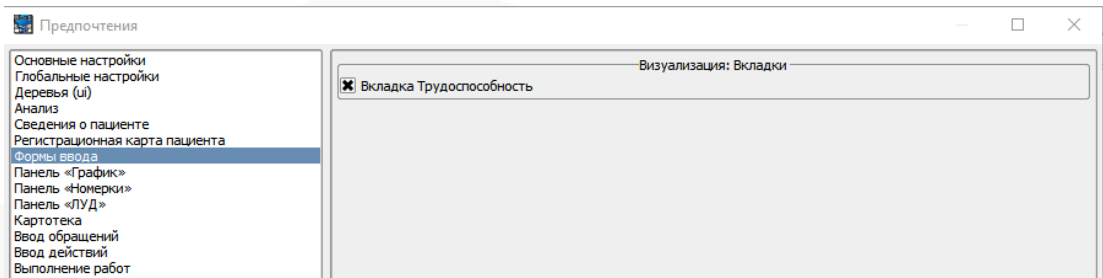 Предпочтения
Основные настройки
Глобальные настройки
Деревья (ui)
Анализ
Сведения о пациенте
Регистрационная карта пациента
Формы ввода
Панель «График»
Панель «Номерки»
Панель «ЛУД»
Картотека
Ввод обращений
Ввод действий
Выполнение работ
Визуализация: Вкладки
Вкладка Трудоспособность